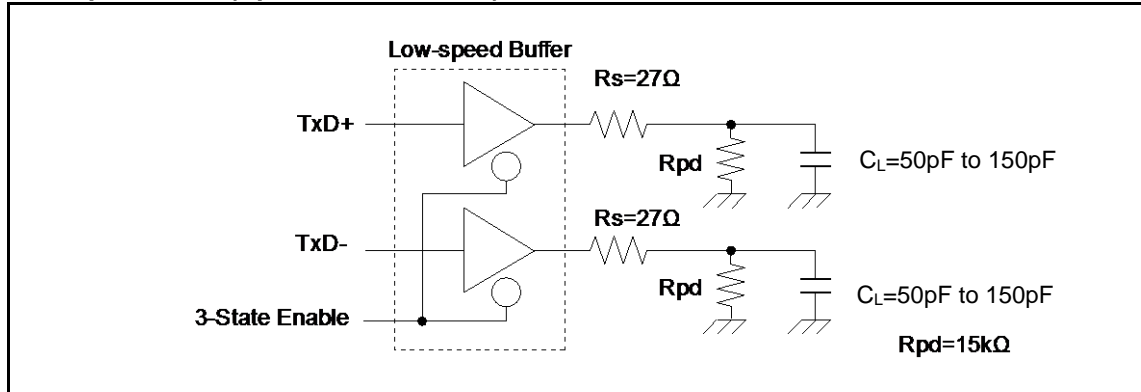 Low-speed Buffer
Rs=27Ω
TxD+
Rpd
CL=50pF to 150pF
Rs=27Ω
TxD-
Rpd
CL=50pF to 150pF
3-State Enable
Rpd=15kΩ